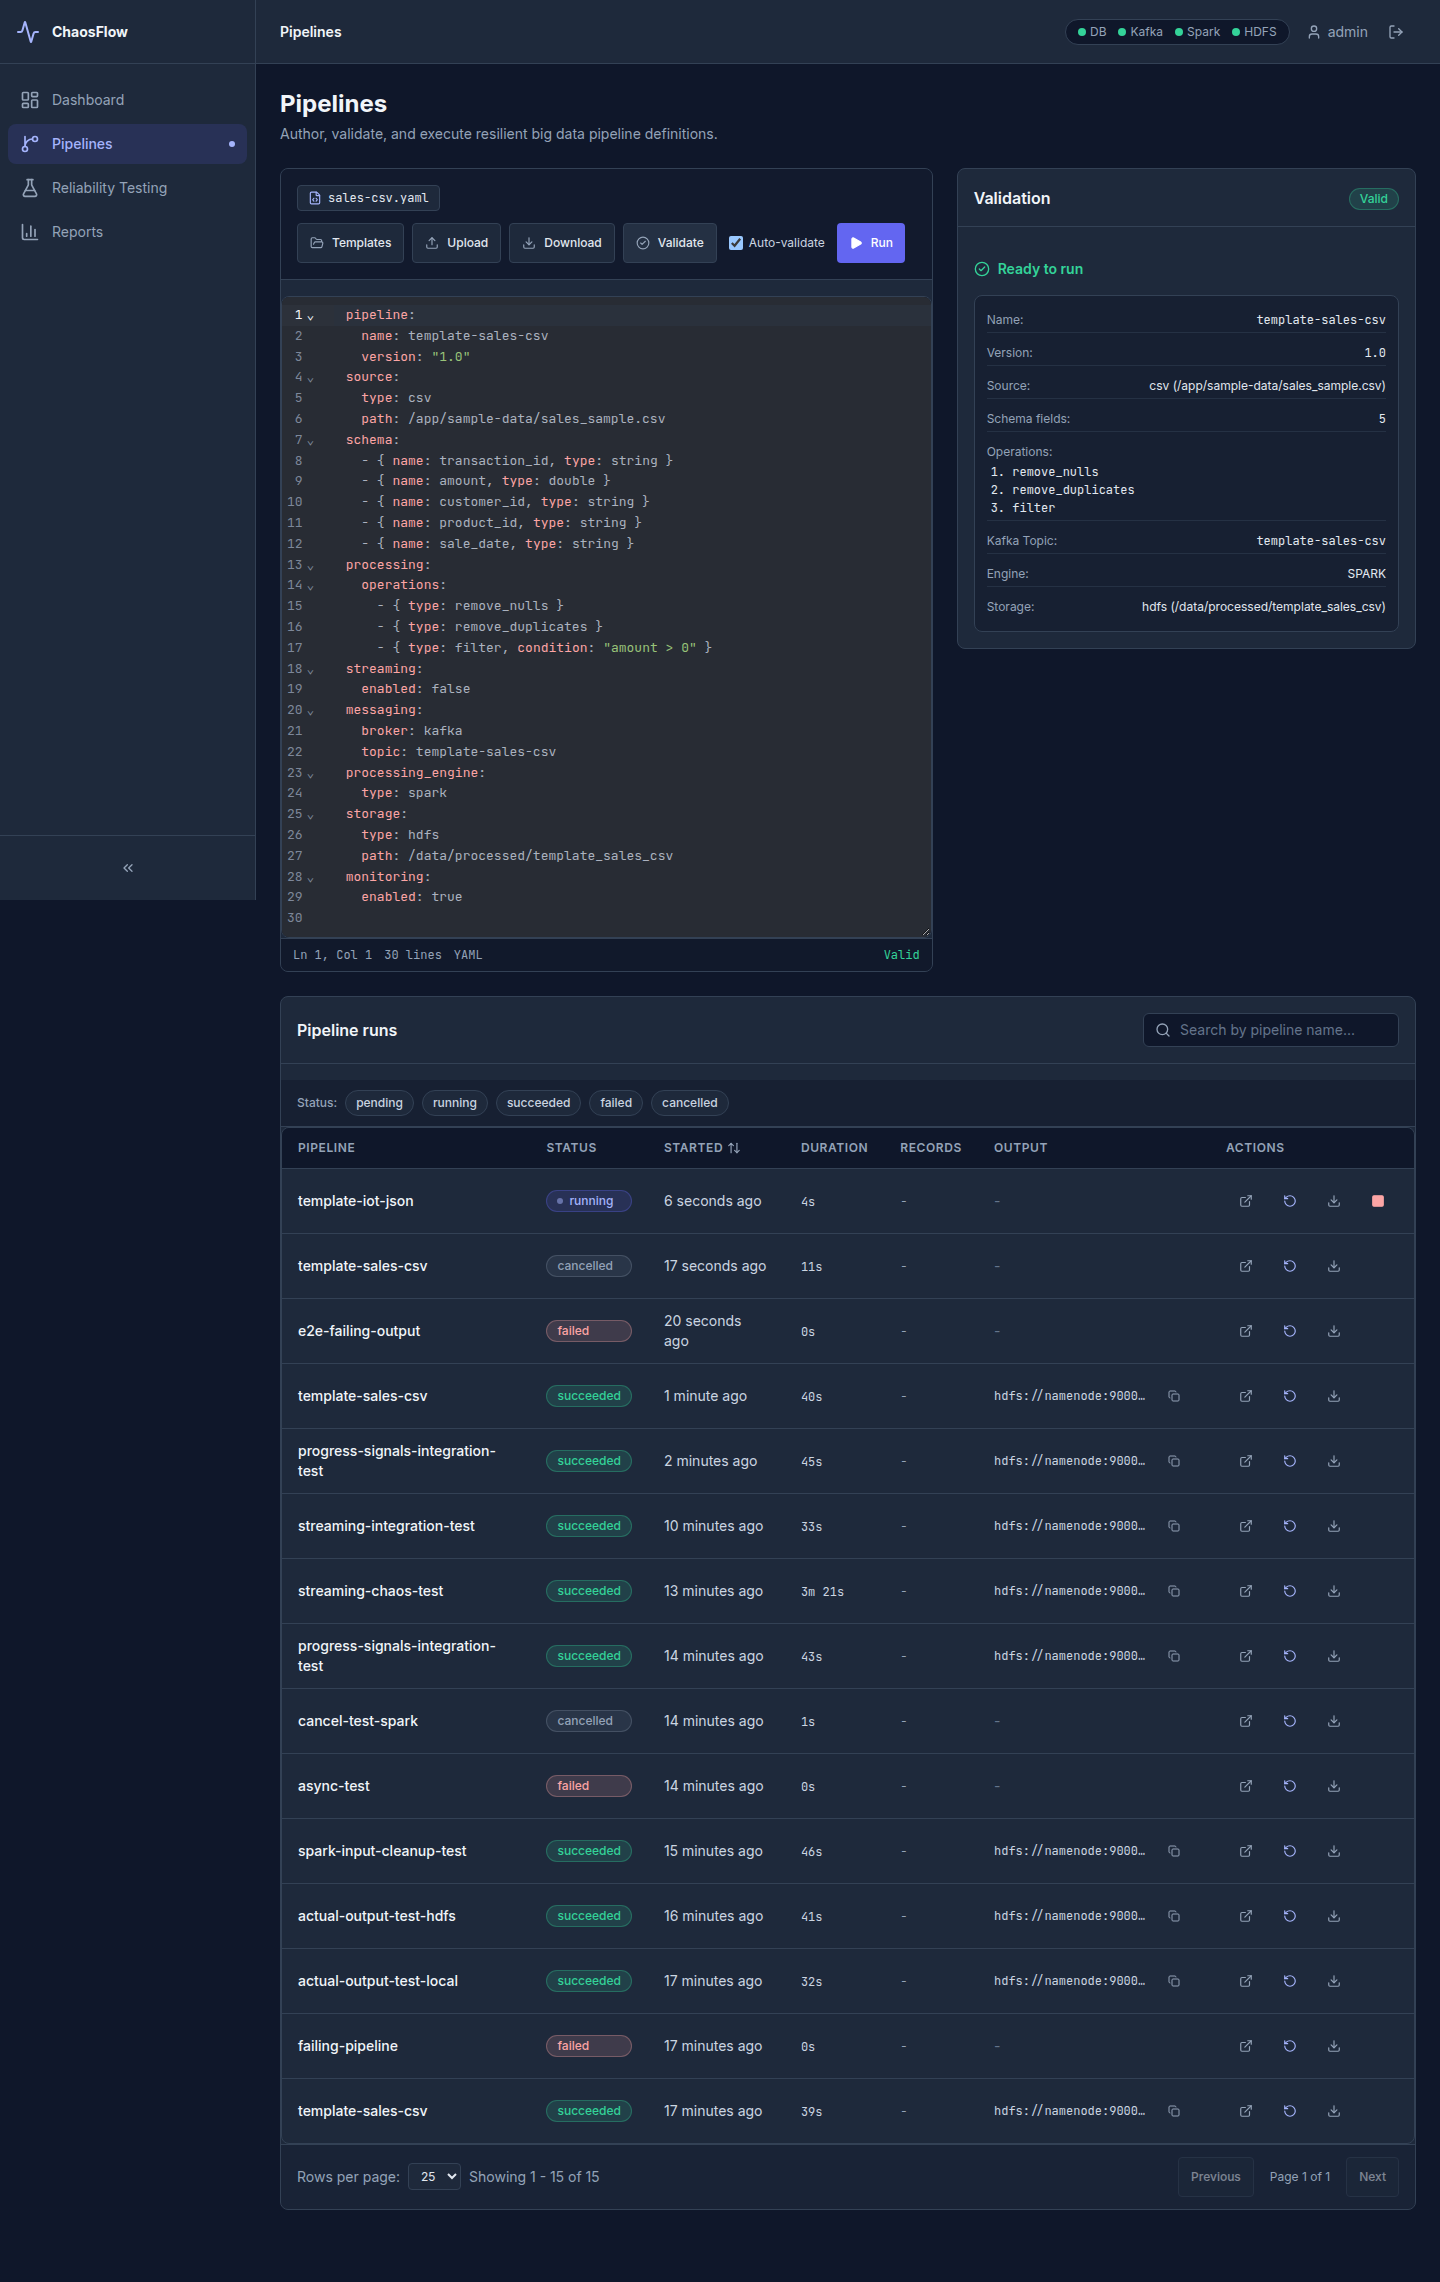 ChaosFlow
Pipelines
DB Kafka Spark HDFS
admin
Dashboard
Pipelines
Reliability Testing
Reports
Pipelines
Author, validate, and execute resilient big data pipeline definitions.
sales-csv.yaml
Templates Upload Download Validate Auto-validate Run
1 pipeline:
2 name: template-sales-csv
3 version: "1.0"
4 source:
5 type: csv
6 path: /app/sample-data/sales_sample.csv
7 schema:
8 - { name: transaction_id, type: string }
9 - { name: amount, type: double }
10 - { name: customer_id, type: string }
11 - { name: product_id, type: string }
12 - { name: sale_date, type: string }
13 processing:
14 operations:
15 - { type: remove_nulls }
16 - { type: remove_duplicates }
17 - { type: filter, condition: "amount > 0" }
18 streaming:
19 enabled: false
20 messaging:
21 broker: kafka
22 topic: template-sales-csv
23 processing_engine:
24 type: spark
25 storage:
26 type: hdfs
27 path: /data/processed/template_sales_csv
28 monitoring:
29 enabled: true
30
Ln 1, Col 1 30 lines YAML Valid
Validation Valid
Ready to run
Name: template-sales-csv
Version: 1.0
Source: csv (/app/sample-data/sales_sample.csv)
Schema fields: 5
Operations:
1. remove_nulls
2. remove_duplicates
3. filter
Kafka Topic: template-sales-csv
Engine: SPARK
Storage: hdfs (/data/processed/template_sales_csv)
Pipeline runs
Search by pipeline name...
Status: pending running succeeded failed cancelled
PIPELINE STATUS STARTED DURATION RECORDS OUTPUT ACTIONS
template-iot-json running 6 seconds ago 4s - -
template-sales-csv cancelled 17 seconds ago 11s - -
e2e-failing-output failed 20 seconds ago 0s - -
template-sales-csv succeeded 1 minute ago 40s - hdfs://namenode:9000…
progress-signals-integration-test succeeded 2 minutes ago 45s - hdfs://namenode:9000…
streaming-integration-test succeeded 10 minutes ago 33s - hdfs://namenode:9000…
streaming-chaos-test succeeded 13 minutes ago 3m 21s - hdfs://namenode:9000…
progress-signals-integration-test succeeded 14 minutes ago 43s - hdfs://namenode:9000…
cancel-test-spark cancelled 14 minutes ago 1s - -
async-test failed 14 minutes ago 0s - -
spark-input-cleanup-test succeeded 15 minutes ago 46s - hdfs://namenode:9000…
actual-output-test-hdfs succeeded 16 minutes ago 41s - hdfs://namenode:9000…
actual-output-test-local succeeded 17 minutes ago 32s - hdfs://namenode:9000…
failing-pipeline failed 17 minutes ago 0s - -
template-sales-csv succeeded 17 minutes ago 39s - hdfs://namenode:9000…
Rows per page: 25 Showing 1 - 15 of 15 Previous Page 1 of 1 Next